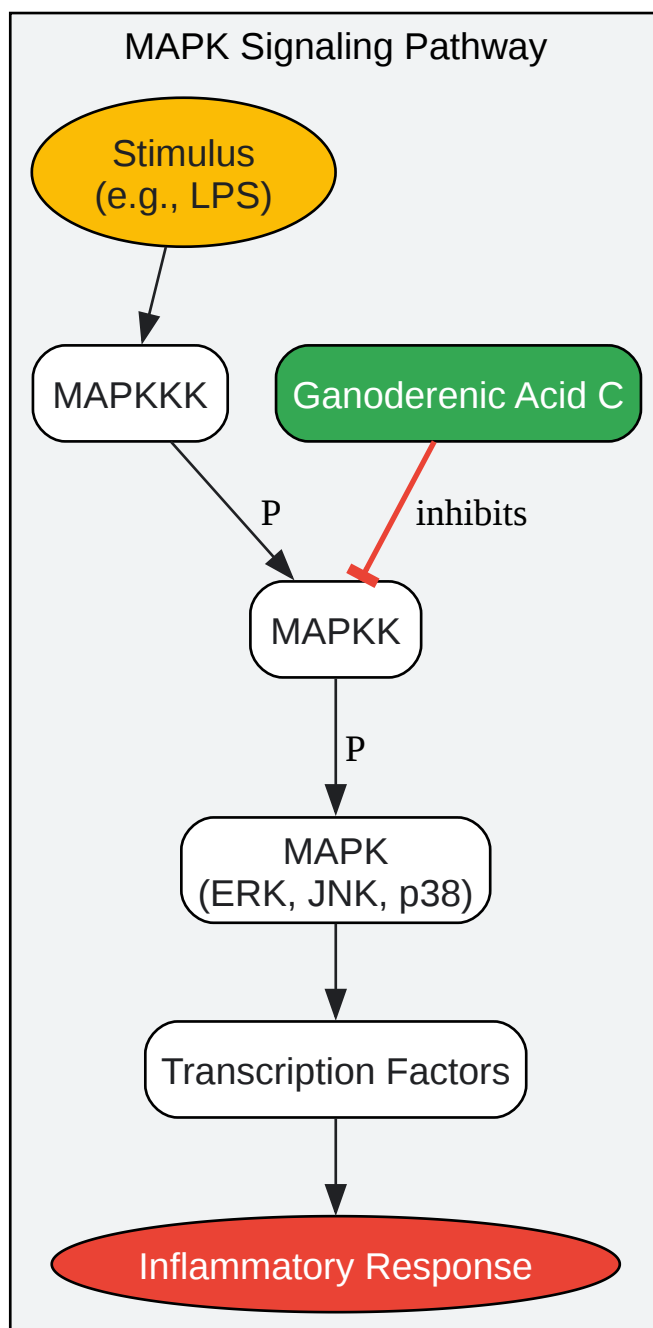 MAPK Signaling Pathway
Stimulus
(e.g., LPS)
MAPKKK
Ganoderenic Acid C
P
inhibits
MAPKK
P
MAPK
(ERK, JNK, p38)
Transcription Factors
Inflammatory Response